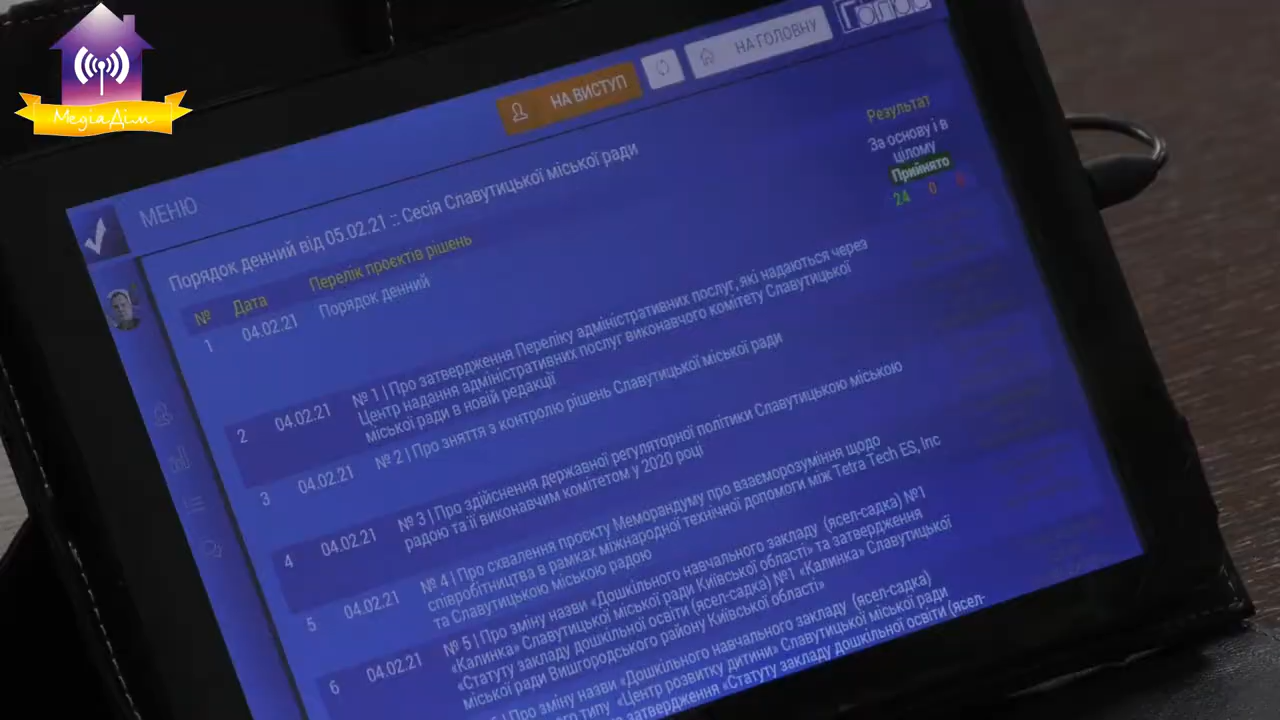 МедіаДім
Голос
НА ВИСТУП
НА ГОЛОВНУ
МЕНЮ
Порядок денний від 05.02.21 :: Сесія Славутицької міської ради
№ Дата Перелік проєктів рішень Результат
1 04.02.21 Порядок денний
За основу і в
цілому
Прийнято
24 0 0
2 04.02.21 № 1 | Про затвердження Переліку адміністративних послуг, які надаються через
Центр надання адміністративних послуг виконавчого комітету Славутицької
міської ради в новій редакції
3 04.02.21 № 2 | Про зняття з контролю рішень Славутицької міської ради
4 04.02.21 № 3 | Про здійснення державної регуляторної політики Славутицькою міською
радою та її виконавчим комітетом у 2020 році
5 04.02.21 № 4 | Про схвалення проєкту Меморандуму про взаєморозуміння щодо
співробітництва в рамках міжнародної технічної допомоги між Tetra Tech ES, Inc
та Славутицькою міською радою
6 04.02.21 № 5 | Про зміну назви «Дошкільного навчального закладу (ясел-садка) №1
«Калинка» Славутицької міської ради Київської області» та затвердження
«Статуту закладу дошкільної освіти (ясел-садка) №1 «Калинка» Славутицької
міської ради Вишгородського району Київської області»
Про зміну назви «Дошкільного навчального закладу (ясел-садка)
типу «Центр розвитку дитини» Славутицької міської ради
затвердження «Статуту закладу дошкільної освіти (ясел-